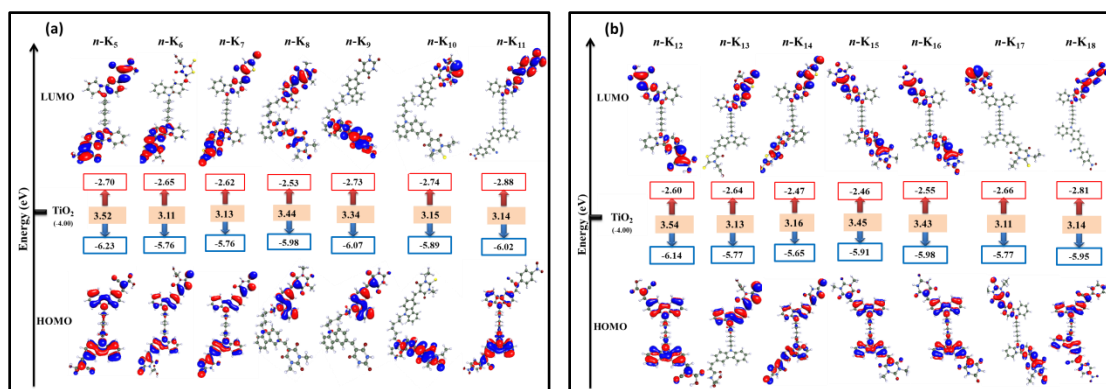 (a)
n-K5 n-K6 n-K7 n-K8 n-K9 n-K10 n-K11
LUMO
-2.70 -2.65 -2.62 -2.53 -2.73 -2.74 -2.88
Energy (eV)
TiO2 3.52 3.11 3.13 3.44 3.34 3.15 3.14
(-4.00)
-6.23 -5.76 -5.76 -5.98 -6.07 -5.89 -6.02
HOMO
(b)
n-K12 n-K13 n-K14 n-K15 n-K16 n-K17 n-K18
LUMO
-2.60 -2.64 -2.47 -2.46 -2.55 -2.66 -2.81
Energy (eV)
TiO2 3.54 3.13 3.16 3.45 3.43 3.11 3.14
(-4.00)
-6.14 -5.77 -5.65 -5.91 -5.98 -5.77 -5.95
HOMO